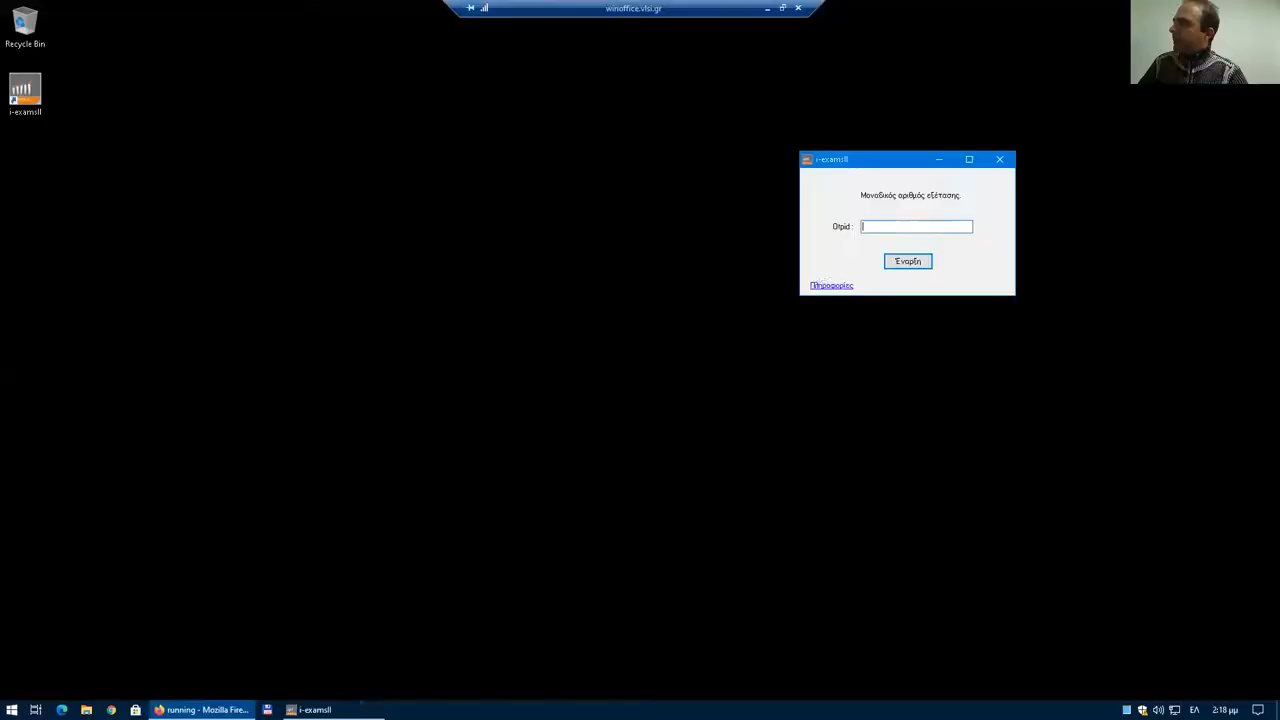 winoffice.vlsi.gr
Recycle Bin
i-examsII
i-examsII
Μοναδικός αριθμός εξέτασης.
Otpid :
Έναρξη
Πληροφορίες
running - Mozilla Fire...
i-examsII
ΕΛ
2:18 μμ